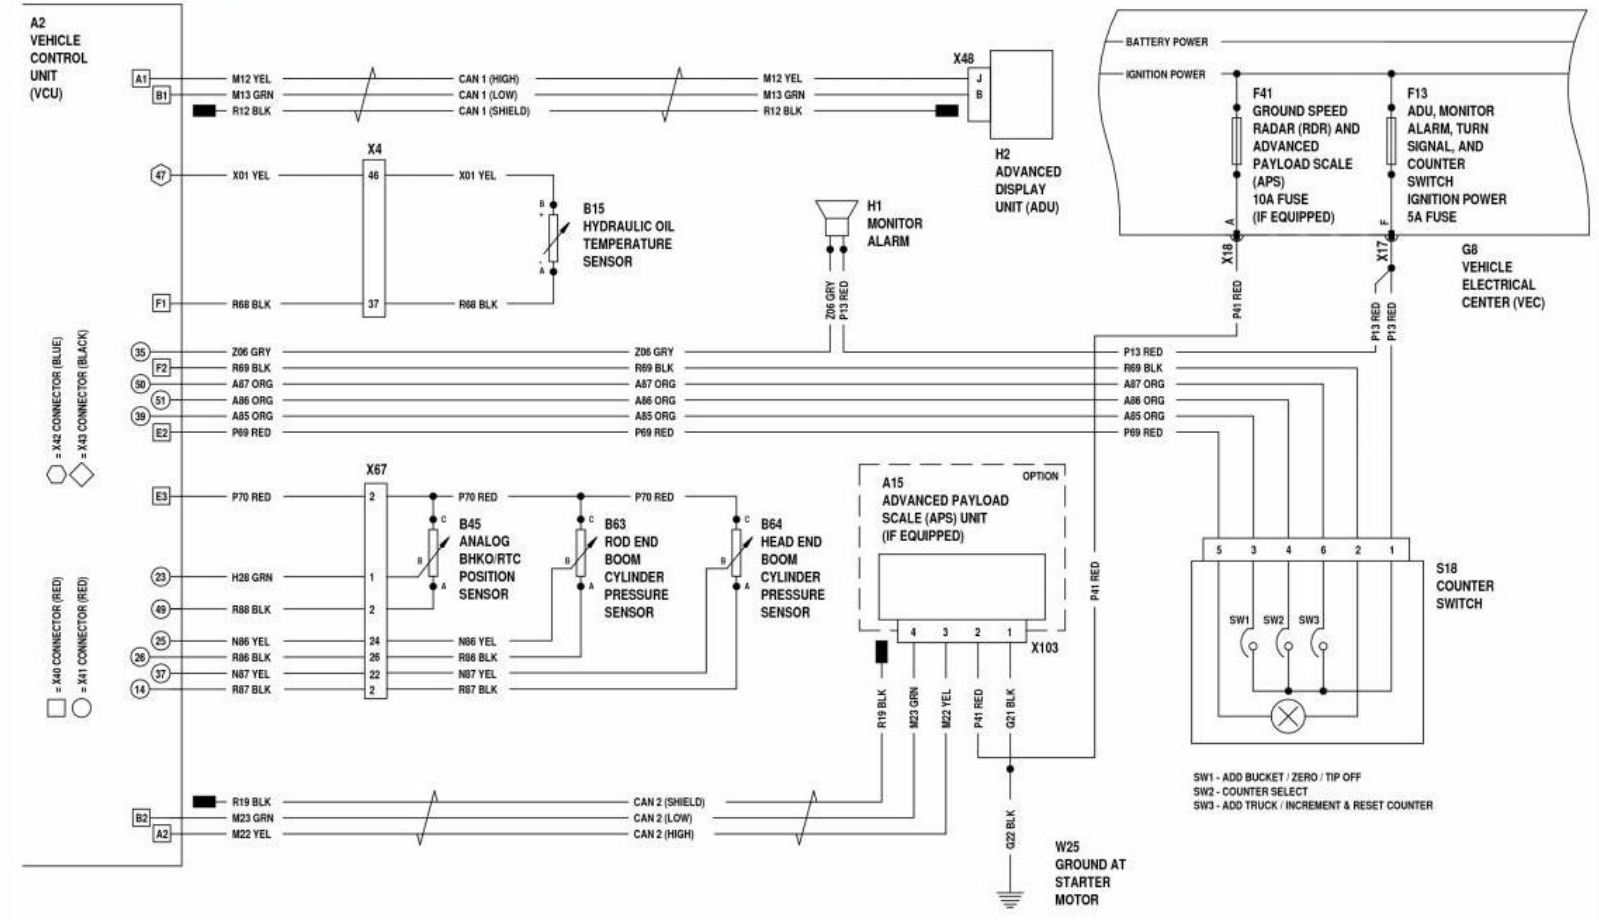 A2
VEHICLE
CONTROL
UNIT
(VCU)
A1
M12 YEL
CAN 1 (HIGH)
M12 YEL
B1
M13 GRN
CAN 1 (LOW)
M13 GRN
R12 BLK
CAN 1 (SHIELD)
R12 BLK
X48
J
B
H2
ADVANCED
DISPLAY
UNIT (ADU)
BATTERY POWER
IGNITION POWER
F41
GROUND SPEED
RADAR (RDR) AND
ADVANCED
PAYLOAD SCALE
(APS)
10A FUSE
(IF EQUIPPED)
F13
ADU, MONITOR
ALARM, TURN
SIGNAL, AND
COUNTER
SWITCH
IGNITION POWER
5A FUSE
A
X18
F
X17
G8
VEHICLE
ELECTRICAL
CENTER (VEC)
P41 RED
P13 RED
P13 RED
X4
47
X01 YEL
46
X01 YEL
B
+
B15
HYDRAULIC OIL
TEMPERATURE
SENSOR
-
A
F1
R68 BLK
37
R68 BLK
H1
MONITOR
ALARM
Z06 GRY
P13 RED
= X42 CONNECTOR (BLUE)
= X43 CONNECTOR (BLACK)
35
Z06 GRY
Z06 GRY
P13 RED
F2
R69 BLK
R69 BLK
R69 BLK
50
A87 ORG
A87 ORG
A87 ORG
51
A86 ORG
A86 ORG
A86 ORG
39
A85 ORG
A85 ORG
A85 ORG
E2
P69 RED
P69 RED
P69 RED
X67
E3
P70 RED
2
P70 RED
P70 RED
C
B45
ANALOG
BHKO/RTC
POSITION
SENSOR
B
A
C
B63
ROD END
BOOM
CYLINDER
PRESSURE
SENSOR
B
A
C
B64
HEAD END
BOOM
CYLINDER
PRESSURE
SENSOR
B
A
23
H28 GRN
1
49
R88 BLK
2
25
N86 YEL
24
N86 YEL
26
R86 BLK
26
R86 BLK
37
N87 YEL
22
N87 YEL
14
R87 BLK
2
R87 BLK
= X40 CONNECTOR (RED)
= X41 CONNECTOR (RED)
OPTION
A15
ADVANCED PAYLOAD
SCALE (APS) UNIT
(IF EQUIPPED)
4
3
2
1
X103
R19 BLK
M23 GRN
M22 YEL
P41 RED
G21 BLK
P41 RED
5
3
4
6
2
1
S18
COUNTER
SWITCH
SW1
SW2
SW3
SW1 - ADD BUCKET / ZERO / TIP OFF
SW2 - COUNTER SELECT
SW3 - ADD TRUCK / INCREMENT & RESET COUNTER
R19 BLK
CAN 2 (SHIELD)
B2
M23 GRN
CAN 2 (LOW)
A2
M22 YEL
CAN 2 (HIGH)
G22 BLK
W25
GROUND AT
STARTER
MOTOR